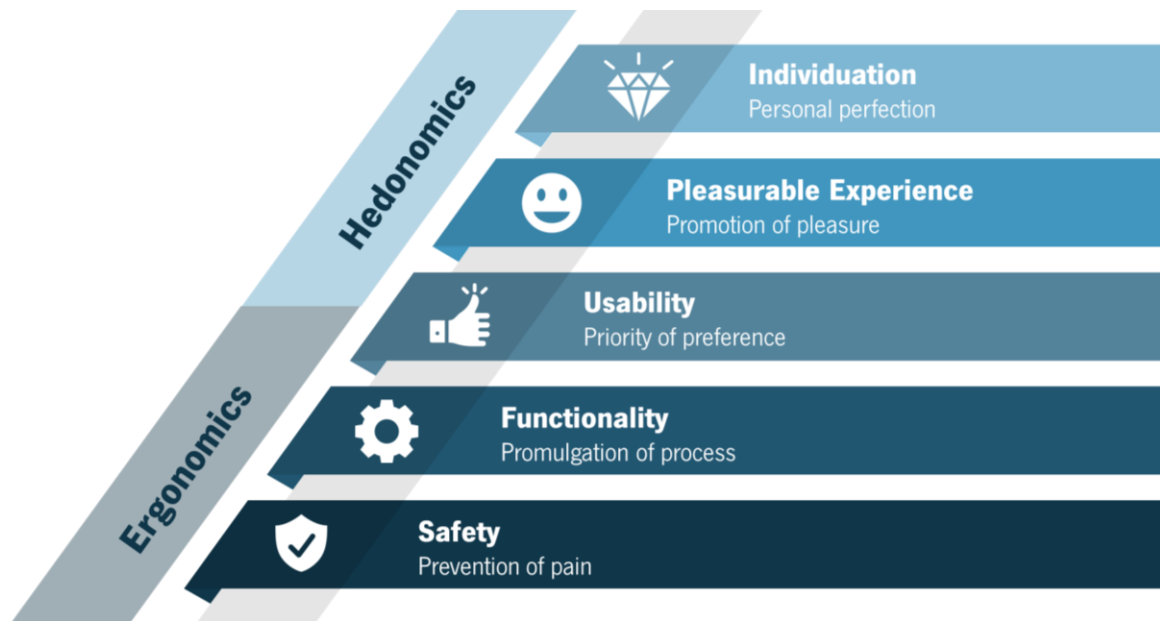 Hedonomics
Ergonomics
Individuation
Personal perfection
Pleasurable Experience
Promotion of pleasure
Usability
Priority of preference
Functionality
Promulgation of process
Safety
Prevention of pain